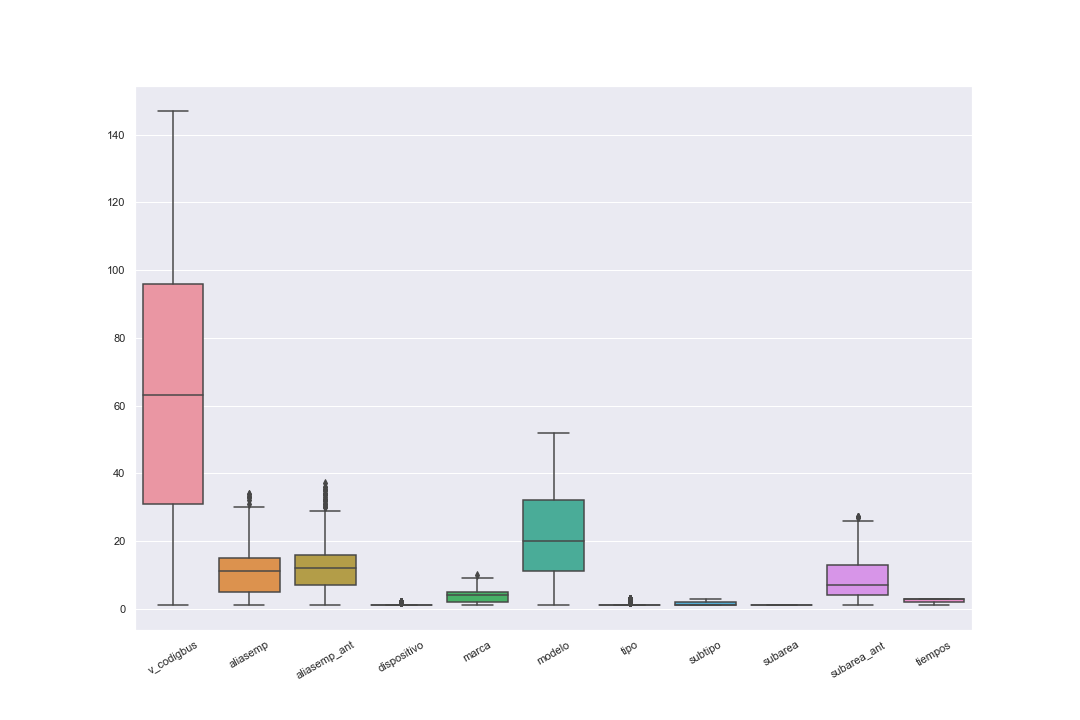 140
120
100
80
60
40
20
0
v_codigbus
aliasemp
aliasemp_ant
dispositivo
marca
modelo
tipo
subtipo
subarea
subarea_ant
tiempos